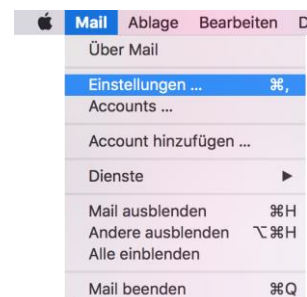 Mail Ablage Bearbeiten D
Über Mail
Einstellungen ... ⌘,
Accounts ...
Account hinzufügen ...
Dienste ▶
Mail ausblenden ⌘H
Andere ausblenden ⌥⌘H
Alle einblenden
Mail beenden ⌘Q